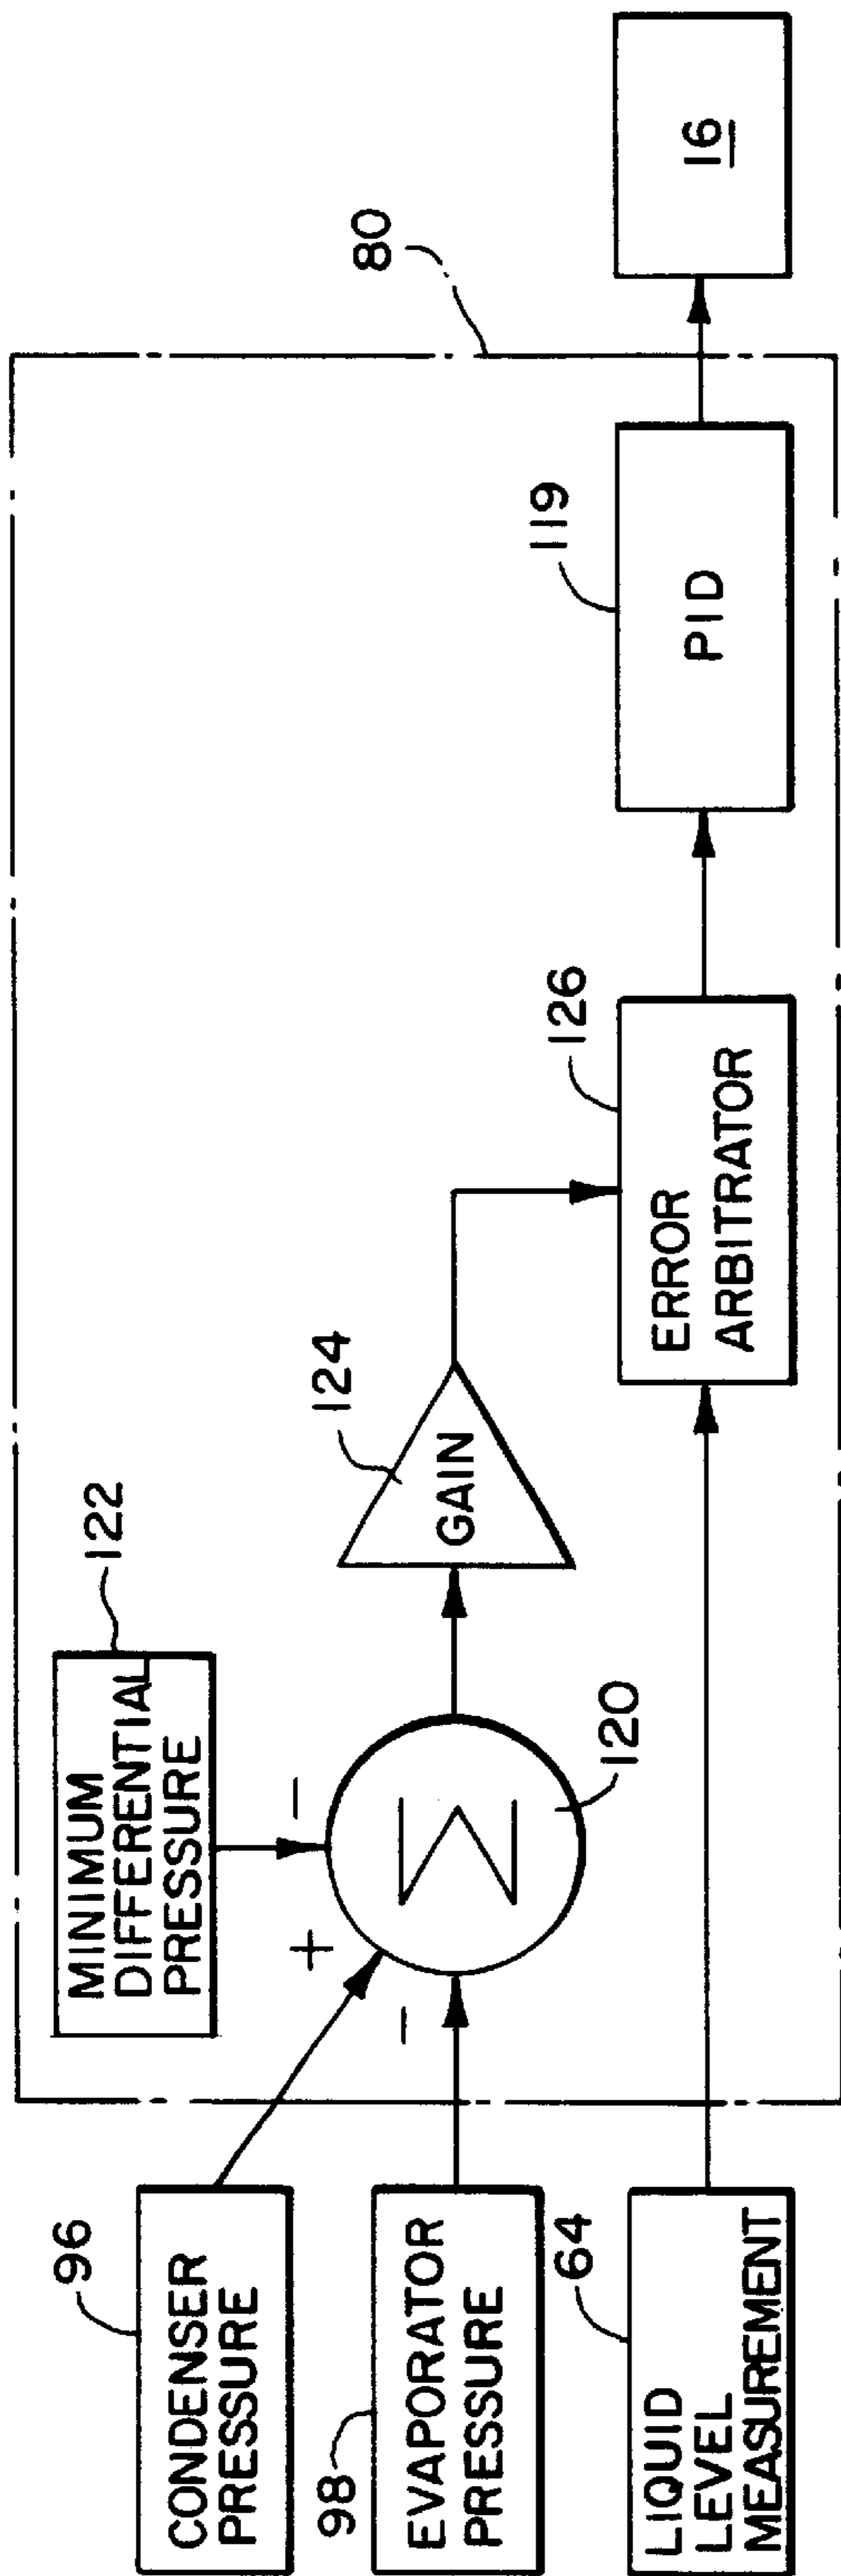 96
CONDENSER
PRESSURE
98
EVAPORATOR
PRESSURE
64
LIQUID
LEVEL
MEASUREMENT
122
MINIMUM
DIFFERENTIAL
PRESSURE
+
-
-
Σ
120
124
GAIN
126
ERROR
ARBITRATOR
119
PID
80
16